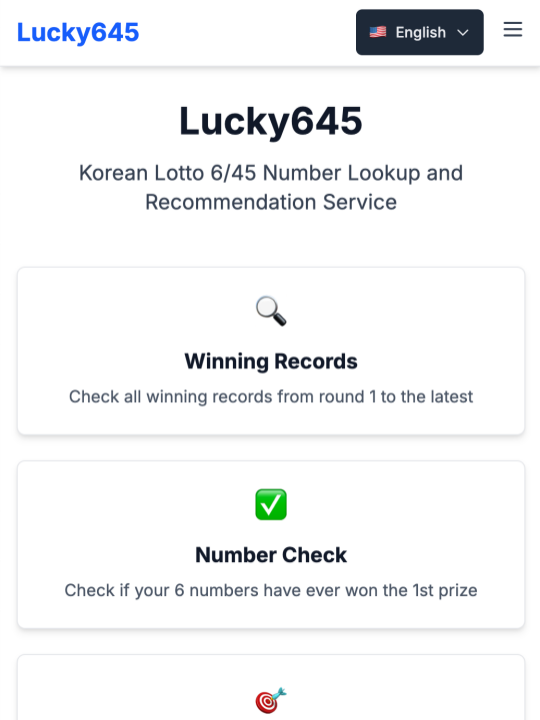 Lucky645
English
Lucky645
Korean Lotto 6/45 Number Lookup and
Recommendation Service
Winning Records
Check all winning records from round 1 to the latest
Number Check
Check if your 6 numbers have ever won the 1st prize